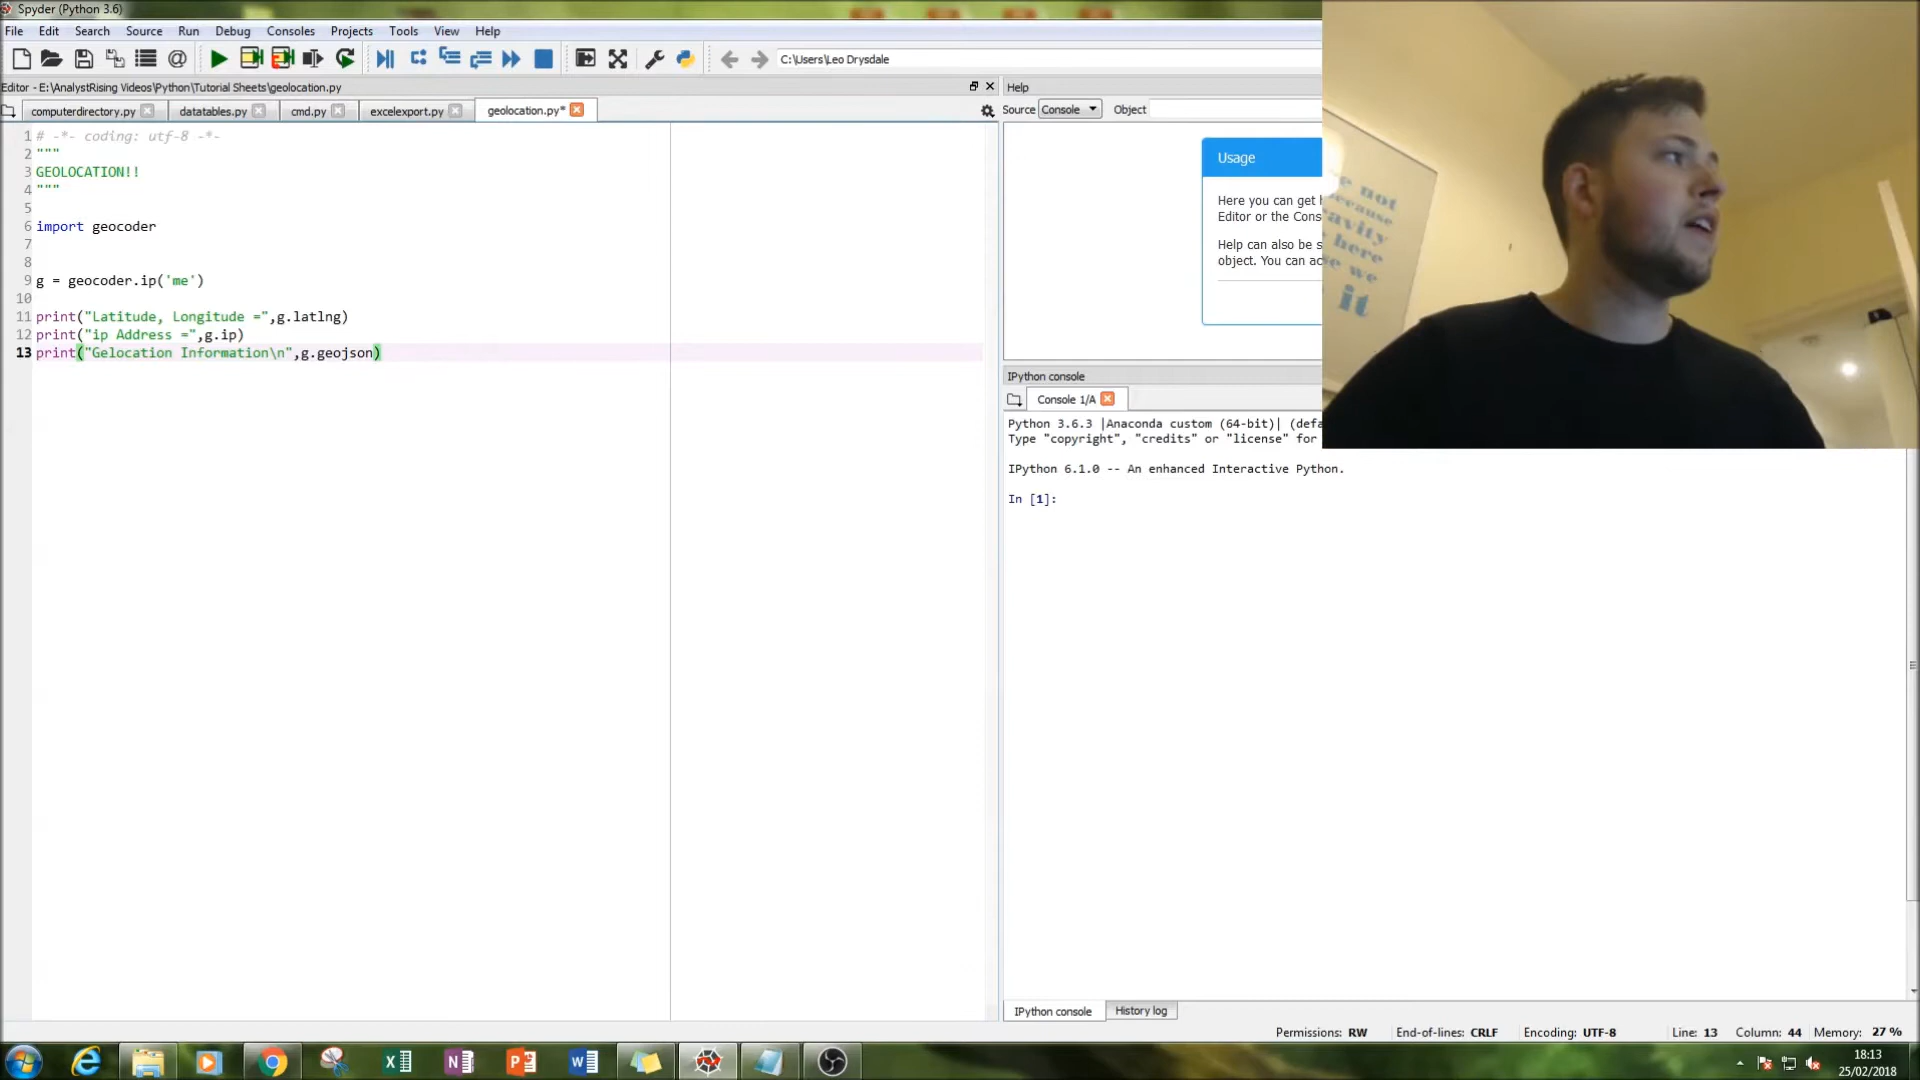 Spyder (Python 3.6)
File Edit Search Source Run Debug Consoles Projects Tools View Help
C:\Users\Leo Drysdale
Editor - E:\AnalystRising Videos\Python\Tutorial Sheets\geolocation.py
computerdirectory.py datatables.py cmd.py excelexport.py geolocation.py*
1 # -*- coding: utf-8 -*-
2 """
3 GEOLOCATION!!
4 """
5
6 import geocoder
7
8
9 g = geocoder.ip('me')
10
11 print("Latitude, Longitude =",g.latlng)
12 print("ip Address =",g.ip)
13 print("Gelocation Information\n",g.geojson)
Help
Source Console Object
Usage
Here you can get
Editor or the Cons
Help can also be s
object. You can ac
not
because
gravity
here
we
it
IPython console
Console 1/A
Python 3.6.3 |Anaconda custom (64-bit)| (defa
Type "copyright", "credits" or "license" for
IPython 6.1.0 -- An enhanced Interactive Python.
In [1]:
IPython console History log
Permissions: RW End-of-lines: CRLF Encoding: UTF-8 Line: 13 Column: 44 Memory: 27 %
18:13
25/02/2018